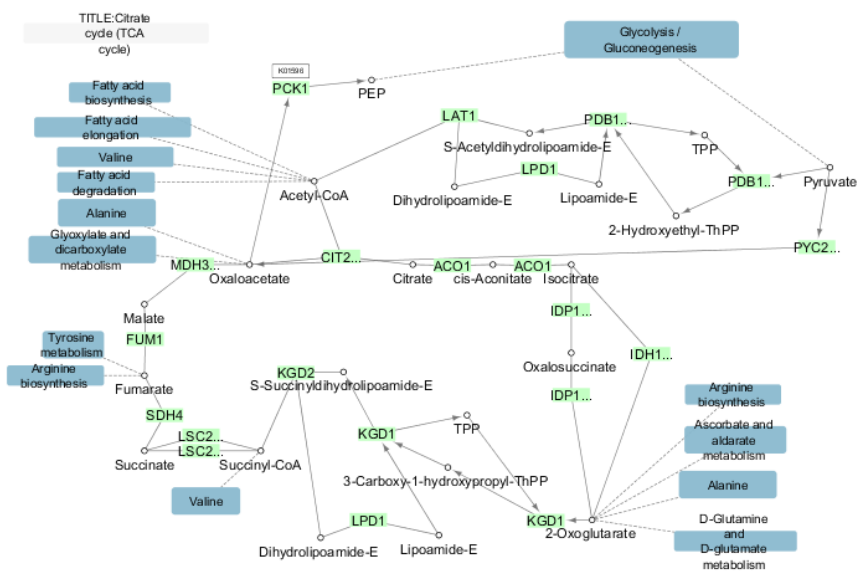 TITLE:Citrate
cycle (TCA
cycle)
Glycolysis /
Gluconeogenesis
K01596
PCK1
PEP
Fatty acid
biosynthesis
Fatty acid
elongation
Valine
Fatty acid
degradation
Alanine
Glyoxylate and
dicarboxylate
metabolism
LAT1
PDB1...
S-Acetyldihydrolipoamide-E
TPP
LPD1
PDB1...
Pyruvate
Acetyl-CoA
Dihydrolipoamide-E
Lipoamide-E
2-Hydroxyethyl-ThPP
PYC2...
MDH3...
Oxaloacetate
CIT2...
Citrate
ACO1
cis-Aconitate
ACO1
Isocitrate
Malate
FUM1
IDP1...
Tyrosine
metabolism
Arginine
biosynthesis
Fumarate
IDH1...
Oxalosuccinate
KGD2
S-Succinyldihydrolipoamide-E
IDP1...
Arginine
biosynthesis
SDH4
LSC2...
LSC2...
Succinate
Succinyl-CoA
KGD1
TPP
Ascorbate and
aldarate
metabolism
3-Carboxy-1-hydroxypropyl-ThPP
Alanine
Valine
LPD1
KGD1
2-Oxoglutarate
Dihydrolipoamide-E
Lipoamide-E
D-Glutamine
and
D-glutamate
metabolism